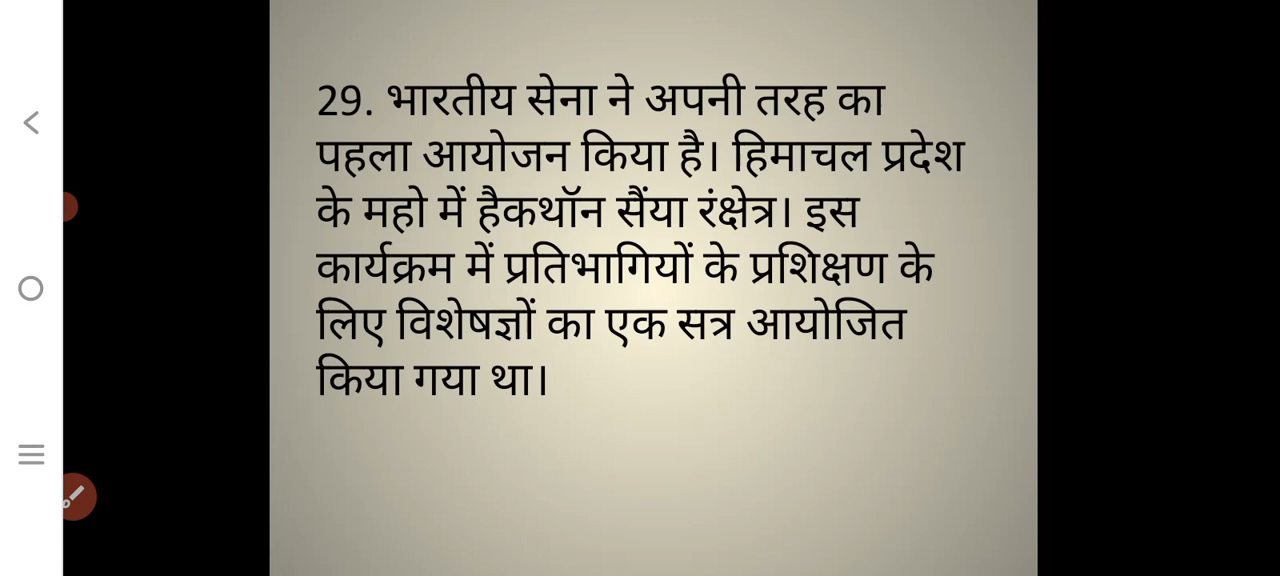 29. भारतीय सेना ने अपनी तरह का
पहला आयोजन किया है। हिमाचल प्रदेश
के महो में हैकथॉन सैंया रंक्षेत्र। इस
कार्यक्रम में प्रतिभागियों के प्रशिक्षण के
लिए विशेषज्ञों का एक सत्र आयोजित
किया गया था।